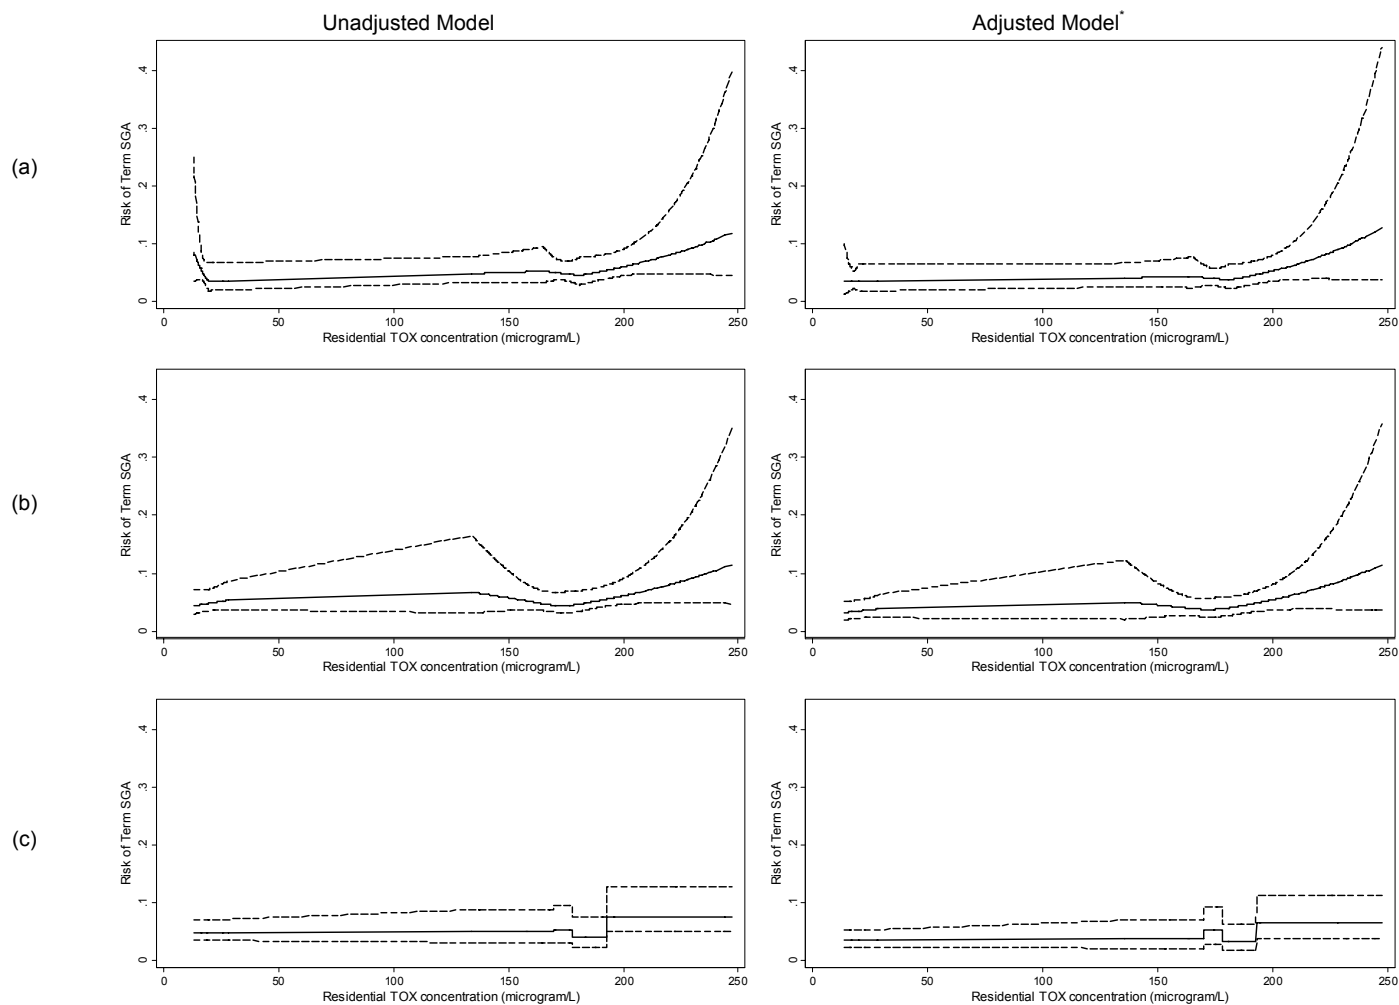 Unadjusted Model
Adjusted Model*
(a)
Risk of Term SGA
0 .1 .2 .3 .4
0 50 100 150 200 250
Residential TOX concentration (microgram/L)
Risk of Term SGA
0 .1 .2 .3 .4
0 50 100 150 200 250
Residential TOX concentration (microgram/L)
(b)
Risk of Term SGA
0 .1 .2 .3 .4
0 50 100 150 200 250
Residential TOX concentration (microgram/L)
Risk of Term SGA
0 .1 .2 .3 .4
0 50 100 150 200 250
Residential TOX concentration (microgram/L)
(c)
Risk of Term SGA
0 .1 .2 .3 .4
0 50 100 150 200 250
Residential TOX concentration (microgram/L)
Risk of Term SGA
0 .1 .2 .3 .4
0 50 100 150 200 250
Residential TOX concentration (microgram/L)